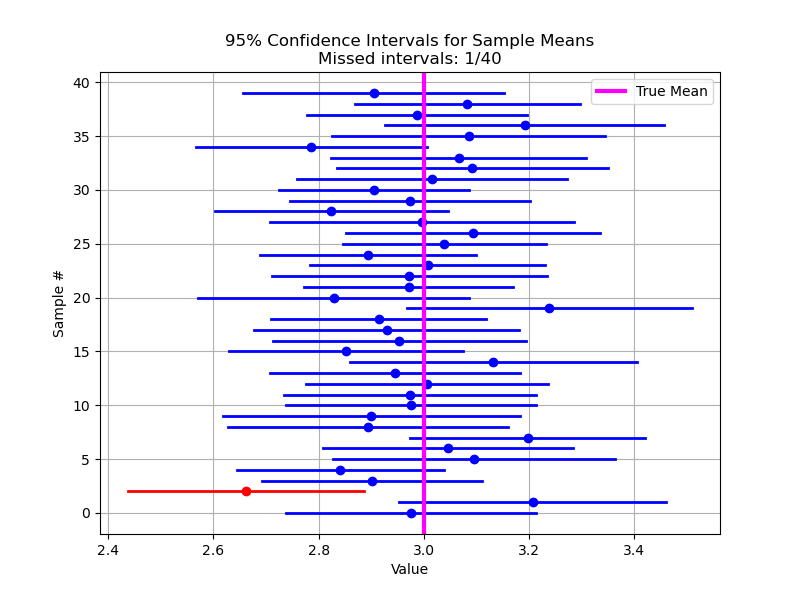 95% Confidence Intervals for Sample Means
Missed intervals: 1/40
True Mean
Sample #
40
35
30
25
20
15
10
5
0
2.4 2.6 2.8 3.0 3.2 3.4
Value